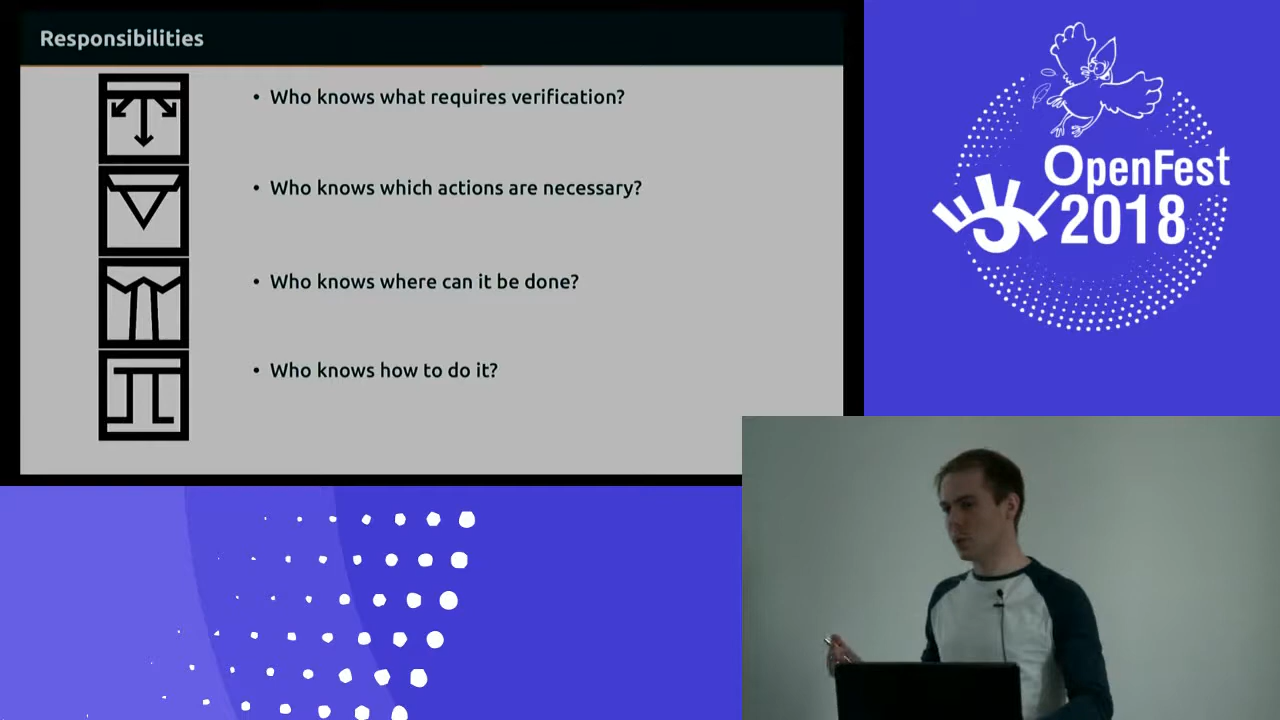 Responsibilities
• Who knows what requires verification?
• Who knows which actions are necessary?
• Who knows where can it be done?
• Who knows how to do it?
OpenFest
2018